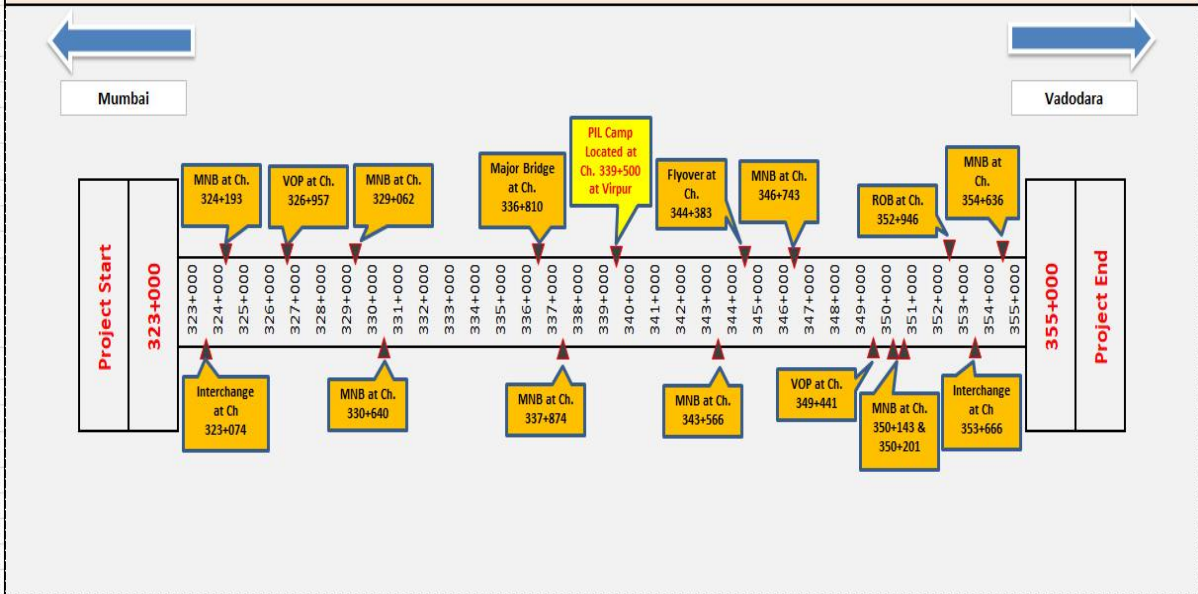 Mumbai
Vadodara
PIL Camp
Located at
Ch. 339+500
at Virpur
MNB at Ch.
324+193
VOP at Ch.
326+957
MNB at Ch.
329+062
Major Bridge
at Ch.
336+810
Flyover at
Ch.
344+383
MNB at Ch.
346+743
ROB at Ch.
352+946
MNB at
Ch.
354+636
Project Start
323+000
323+000
324+000
325+000
326+000
327+000
328+000
329+000
330+000
331+000
332+000
333+000
334+000
335+000
336+000
337+000
338+000
339+000
340+000
341+000
342+000
343+000
344+000
345+000
346+000
347+000
348+000
349+000
350+000
351+000
352+000
353+000
354+000
355+000
355+000
Project End
Interchange
at Ch
323+074
MNB at Ch.
330+640
MNB at Ch.
337+874
MNB at Ch.
343+566
VOP at Ch.
349+441
MNB at Ch.
350+143 &
350+201
Interchange
at Ch
353+666